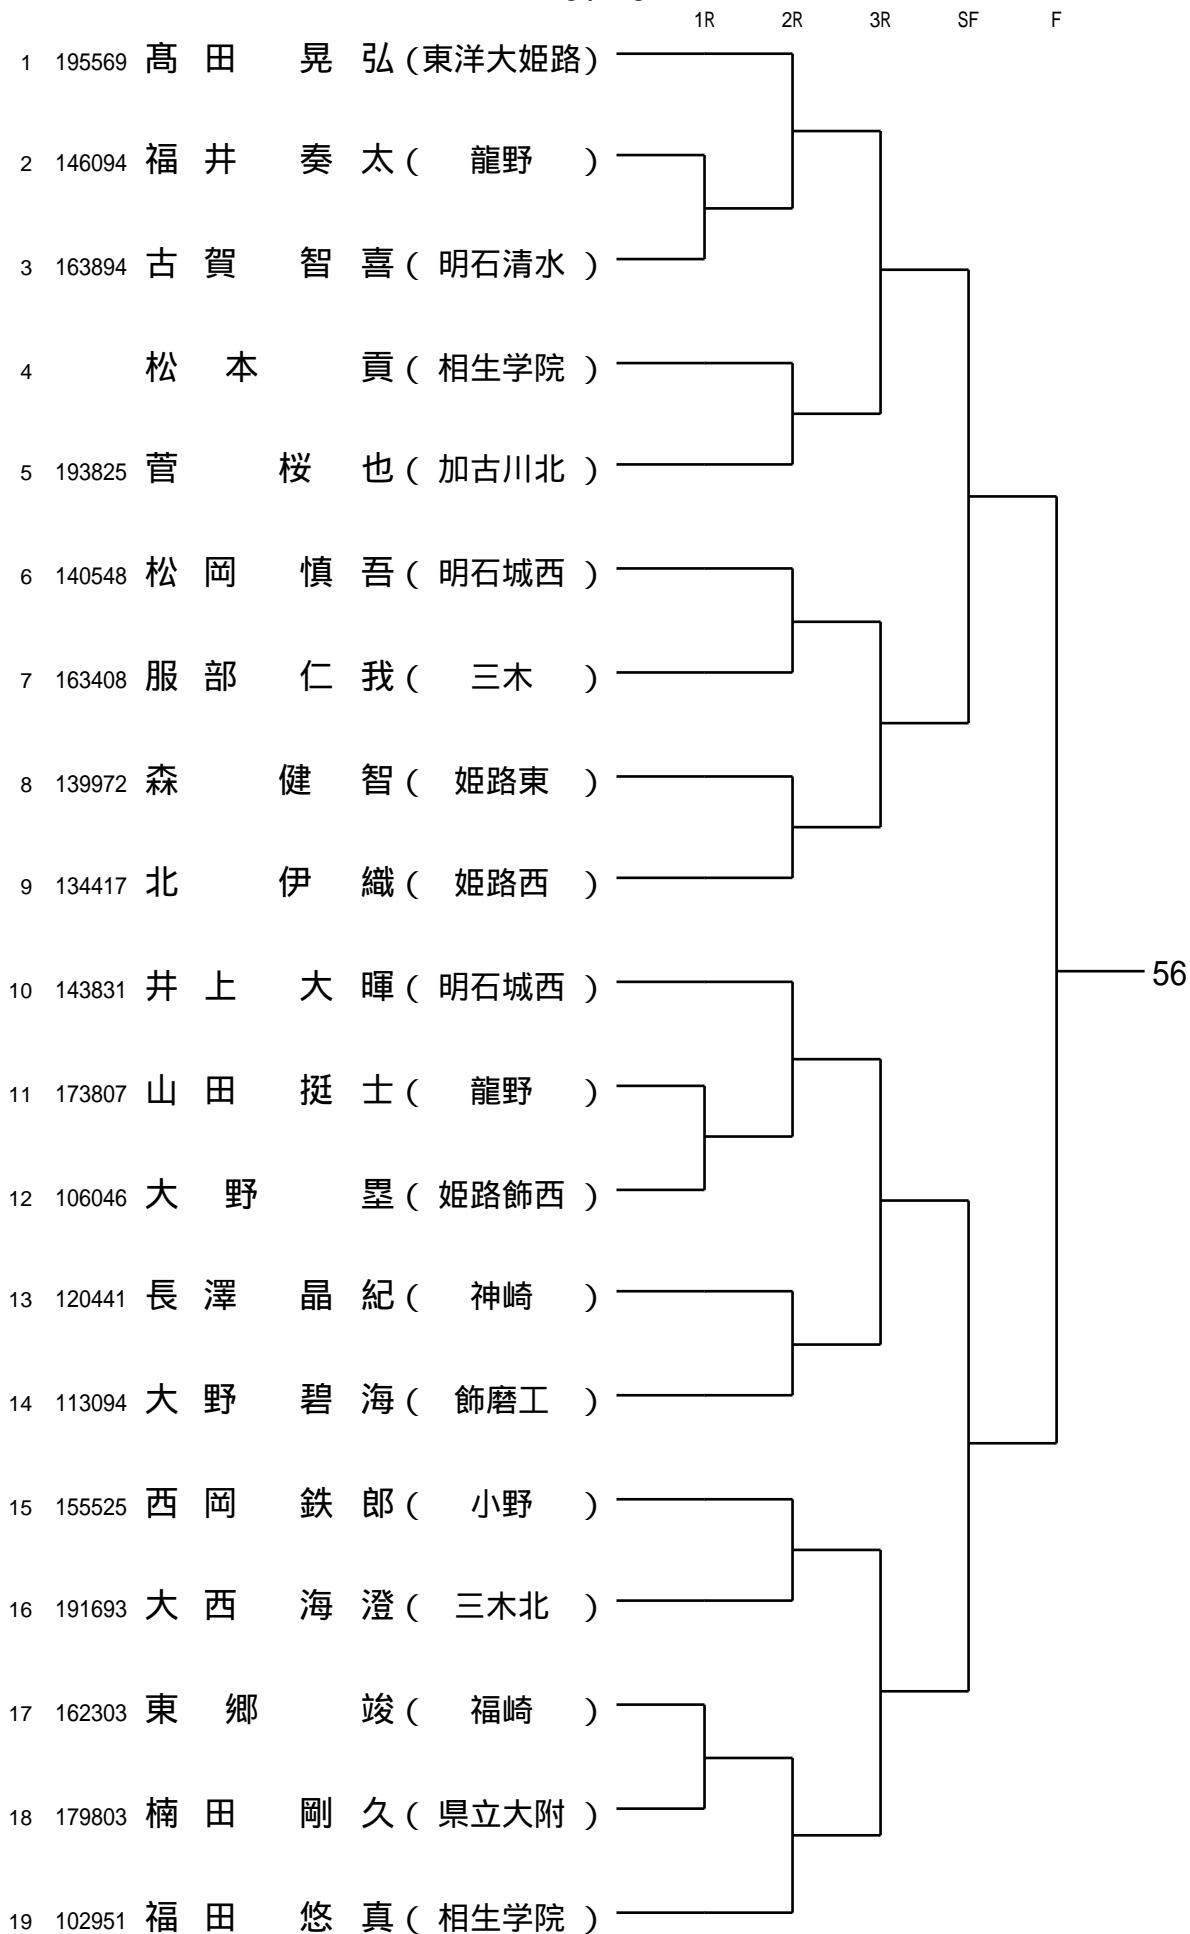 1R 2R 3R SF F
1 195569 髙田 晃弘 (東洋大姫路)
2 146094 福井 奏太 ( 龍野 )
3 163894 古賀 智喜 ( 明石清水 )
4 松本 貢 ( 相生学院 )
5 193825 菅 桜也 ( 加古川北 )
6 140548 松岡 慎吾 ( 明石城西 )
7 163408 服部 仁我 ( 三木 )
8 139972 森 健智 ( 姫路東 )
9 134417 北 伊織 ( 姫路西 )
10 143831 井上 大暉 ( 明石城西 )
56
11 173807 山田 挺士 ( 龍野 )
12 106046 大野 塁 ( 姫路飾西 )
13 120441 長澤 晶紀 ( 神崎 )
14 113094 大野 碧海 ( 飾磨工 )
15 155525 西岡 鉄郎 ( 小野 )
16 191693 大西 海澄 ( 三木北 )
17 162303 東郷 竣 ( 福崎 )
18 179803 楠田 剛久 ( 県立大附 )
19 102951 福田 悠真 ( 相生学院 )